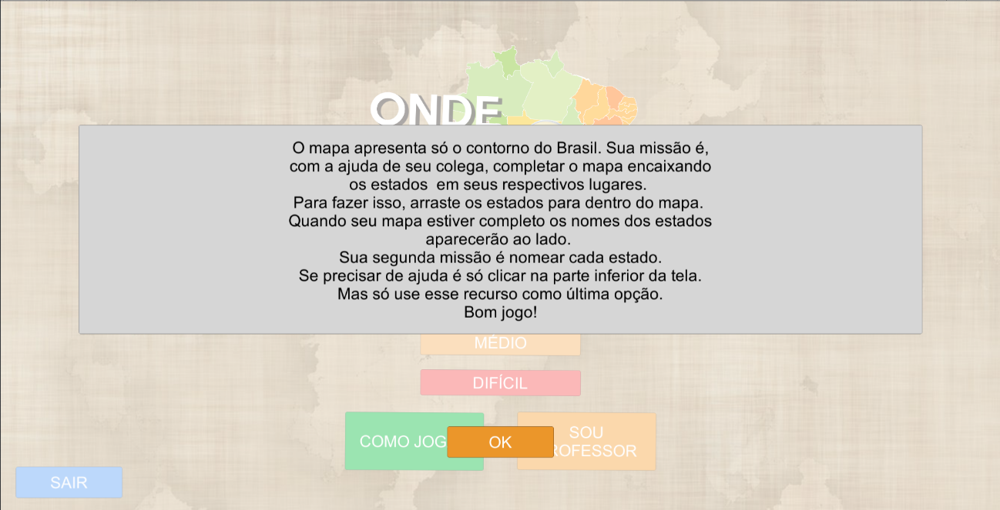 ONDE
O mapa apresenta só o contorno do Brasil. Sua missão é,
com a ajuda de seu colega, completar o mapa encaixando
os estados  em seus respectivos lugares.
Para fazer isso, arraste os estados para dentro do mapa.
Quando seu mapa estiver completo os nomes dos estados
aparecerão ao lado.
Sua segunda missão é nomear cada estado.
Se precisar de ajuda é só clicar na parte inferior da tela.
Mas só use esse recurso como última opção.
Bom jogo!
MÉDIO
DIFÍCIL
COMO JOG
OK
SOU
ROFESSOR
SAIR